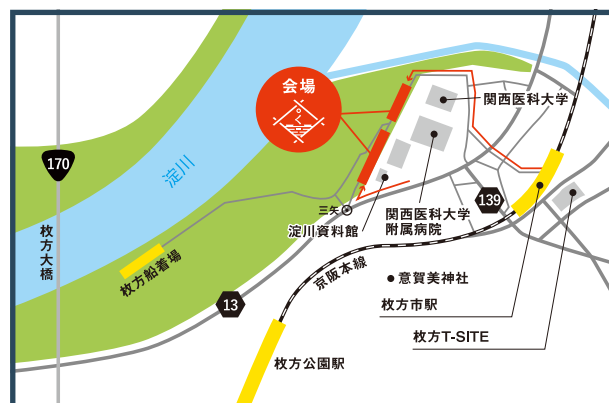 会場
関西医科大学
170
淀川
三矢
淀川資料館
関西医科大学
附属病院
139
枚方大橋
枚方船着場
京阪本線
意賀美神社
13
枚方市駅
枚方T-SITE
枚方公園駅